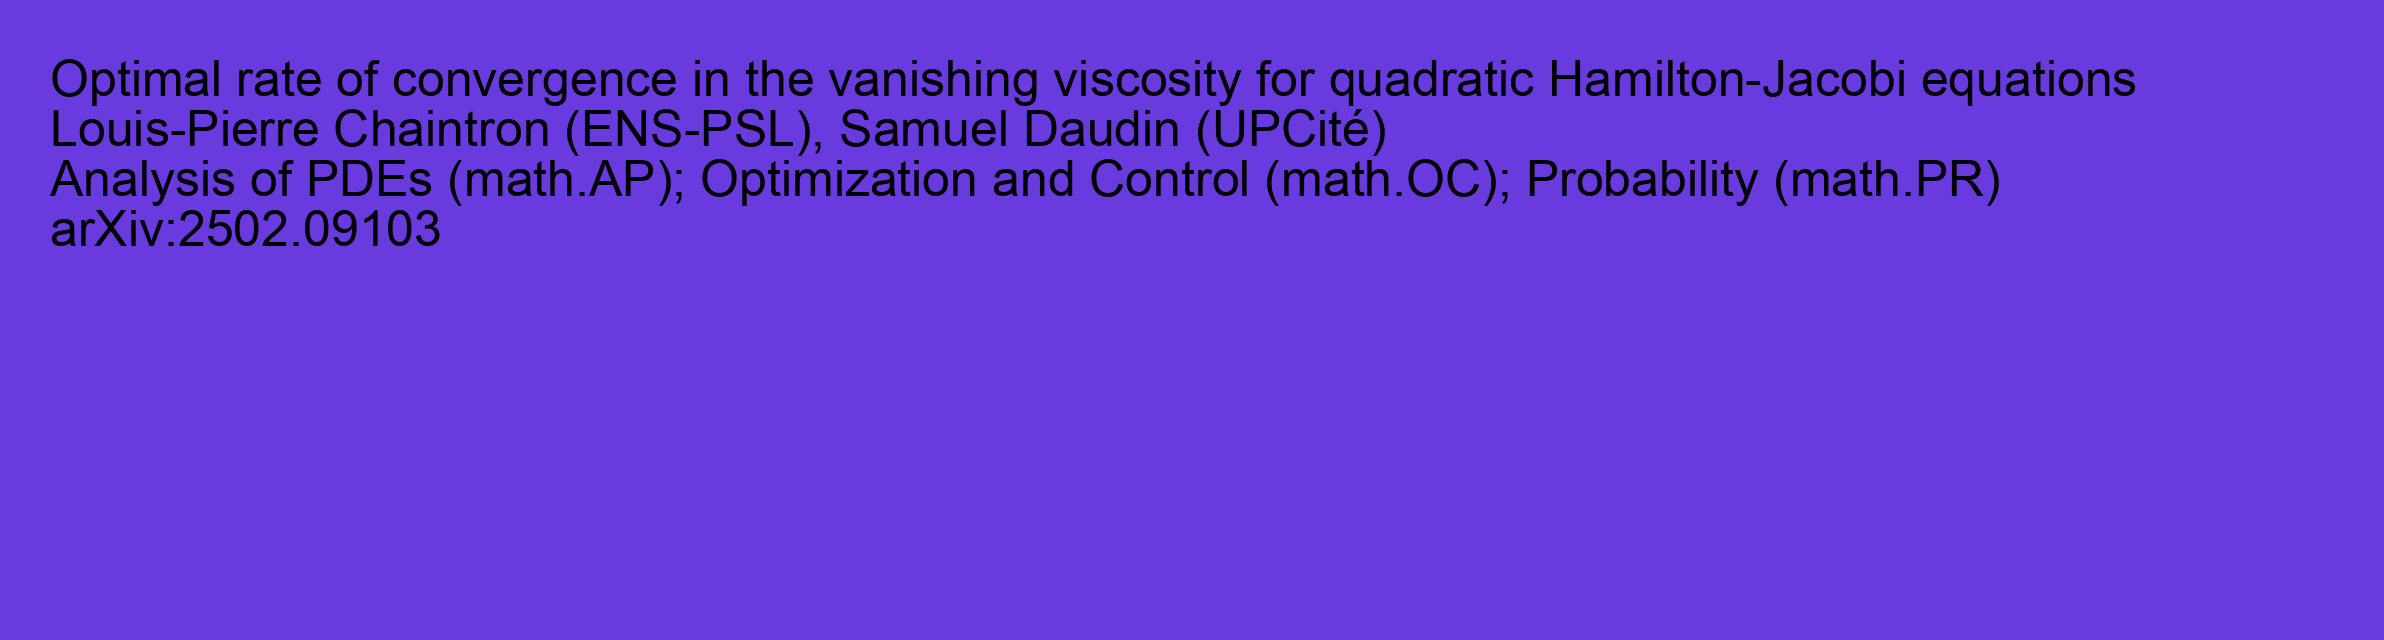 Optimal rate of convergence in the vanishing viscosity for quadratic Hamilton-Jacobi equations
Louis-Pierre Chaintron (ENS-PSL), Samuel Daudin (UPCité)
Analysis of PDEs (math.AP); Optimization and Control (math.OC); Probability (math.PR)
arXiv:2502.09103